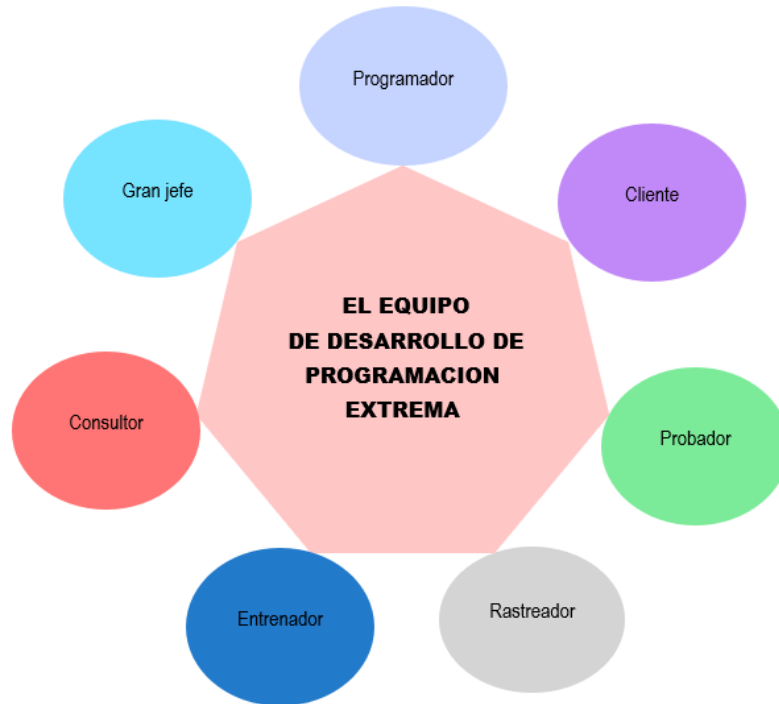 Programador
Gran jefe
Cliente
EL EQUIPO
DE DESARROLLO DE
PROGRAMACION
EXTREMA
Consultor
Probador
Entrenador
Rastreador